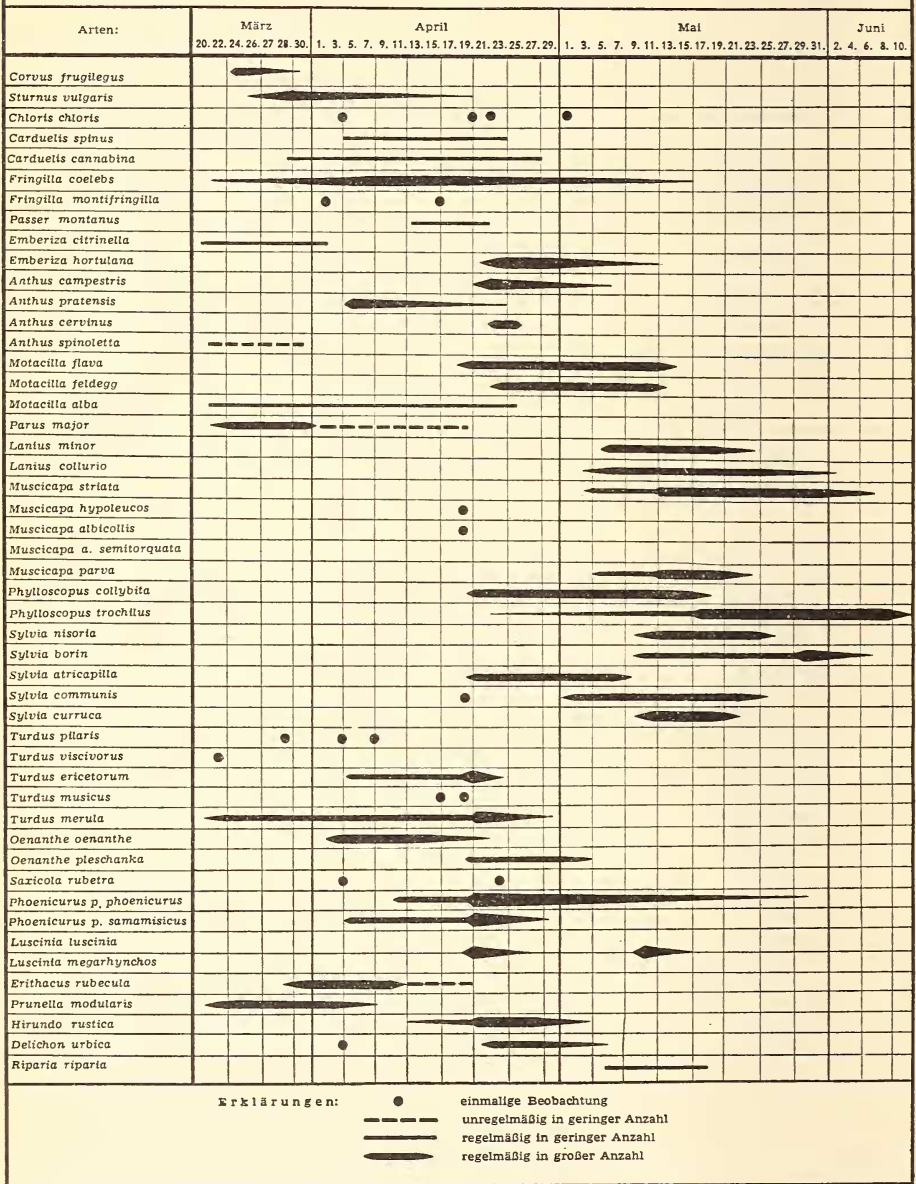 Arten: März April Mai Juni
20. 22. 24. 26. 27 28. 30. 1. 3. 5. 7. 9. 11. 13. 15. 17. 19. 21. 23. 25. 27. 29. 1. 3. 5. 7. 9. 11. 13. 15. 17. 19. 21. 23. 25. 27. 29. 31. 2. 4. 6. 8. 10.
Corvus frugilegus
Sturnus vulgaris
Chloris chloris
Carduelis spinus
Carduelis cannabina
Fringilla coelebs
Fringilla montifringilla
Passer montanus
Emberiza citrinella
Emberiza hortulana
Anthus campestris
Anthus pratensis
Anthus cervinus
Anthus spinoletta
Motacilla flava
Motacilla feldegg
Motacilla alba
Parus major
Lanius minor
Lanius collurio
Muscicapa striata
Muscicapa hypoleucos
Muscicapa albicollis
Muscicapa a. semitorquata
Muscicapa parva
Phylloscopus collybita
Phylloscopus trochilus
Sylvia nisoria
Sylvia borin
Sylvia atricapilla
Sylvia communis
Sylvia curruca
Turdus pilaris
Turdus viscivorus
Turdus ericetorum
Turdus musicus
Turdus merula
Oenanthe oenanthe
Oenanthe pleschanka
Saxicola rubetra
Phoenicurus p. phoenicurus
Phoenicurus p. samamisicus
Luscinia luscinia
Luscinia megarhynchos
Erithacus rubecula
Prunella modularis
Hirundo rustica
Delichon urbica
Riparia riparia
Erklärungen: einmalige Beobachtung
unregelmäßig in geringer Anzahl
regelmäßig in geringer Anzahl
regelmäßig in großer Anzahl